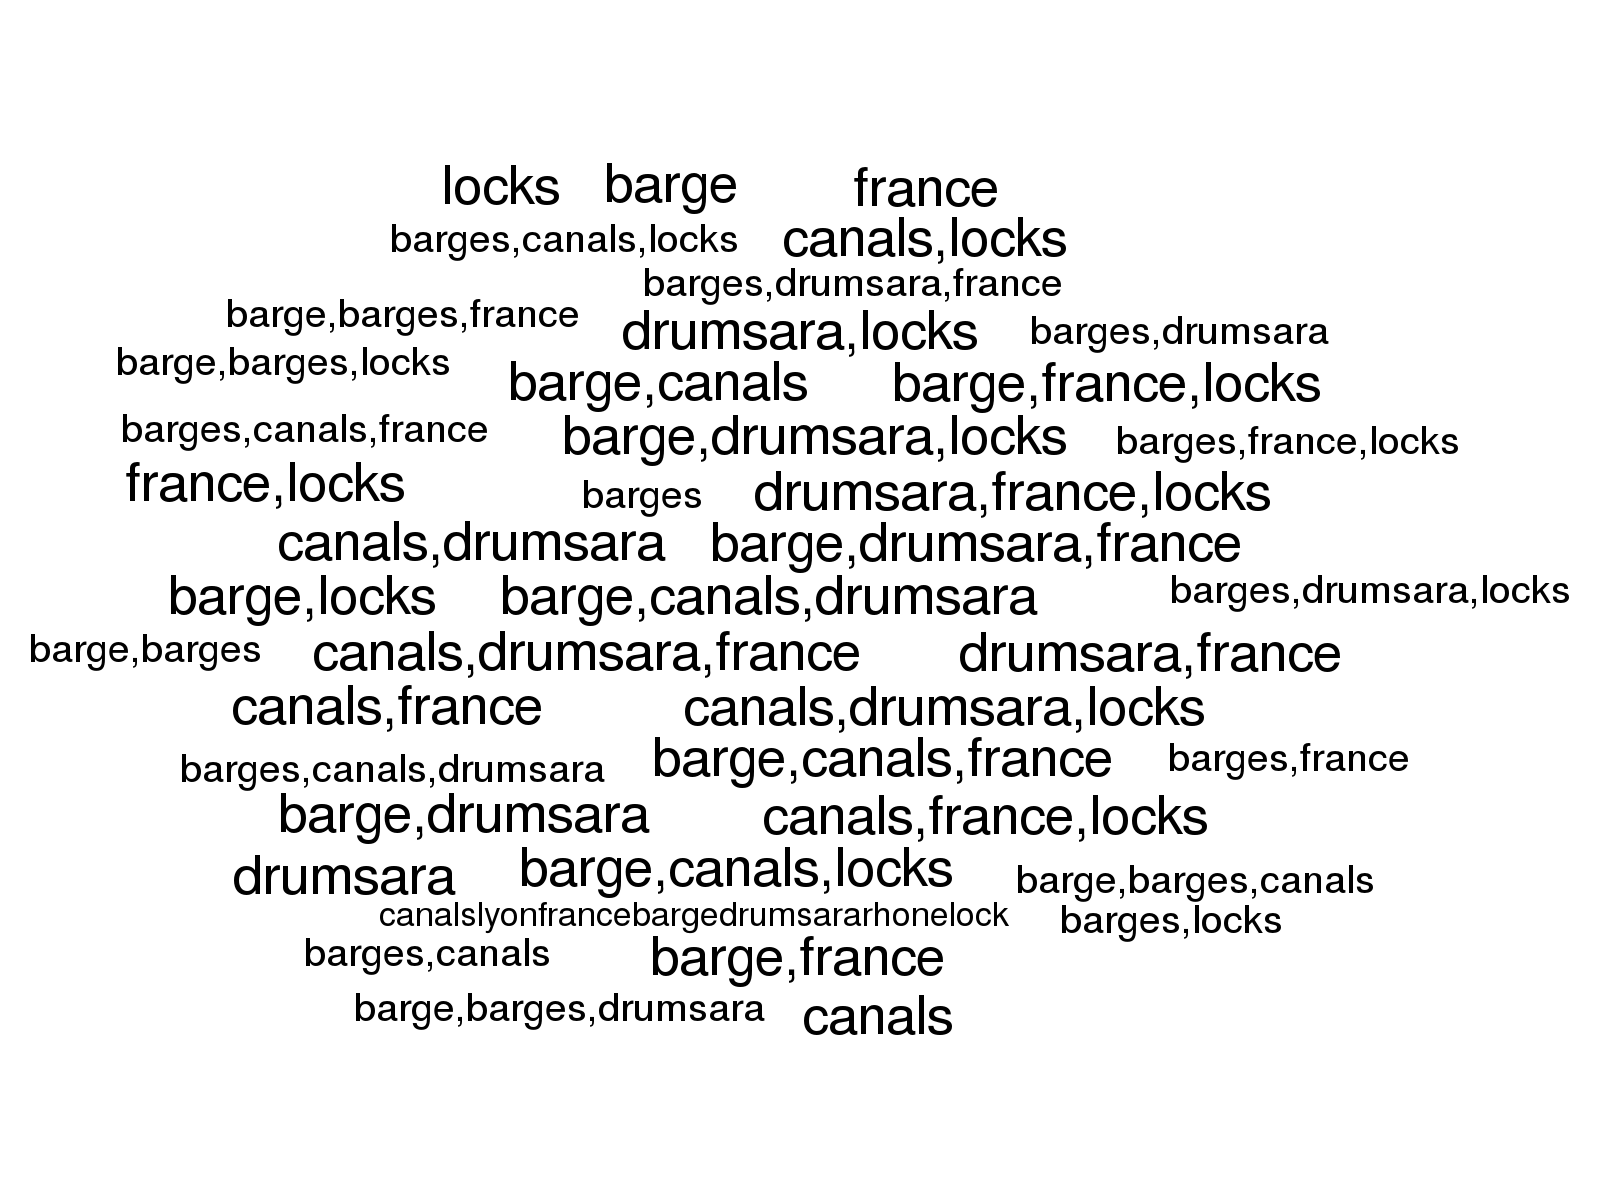 locks barge france
barges,canals,locks canals,locks
barges,drumsara,france
barge,barges,france drumsara,locks barges,drumsara
barge,barges,locks barge,canals barge,france,locks
barges,canals,france barge,drumsara,locks barges,france,locks
france,locks barges drumsara,france,locks
canals,drumsara barge,drumsara,france
barge,locks barge,canals,drumsara barges,drumsara,locks
barge,barges canals,drumsara,france drumsara,france
canals,france canals,drumsara,locks
barges,canals,drumsara barge,canals,france barges,france
barge,drumsara canals,france,locks
drumsara barge,canals,locks barge,barges,canals
canalslyonfrancebargedrumsararhonelock barges,locks
barges,canals barge,france
barge,barges,drumsara canals